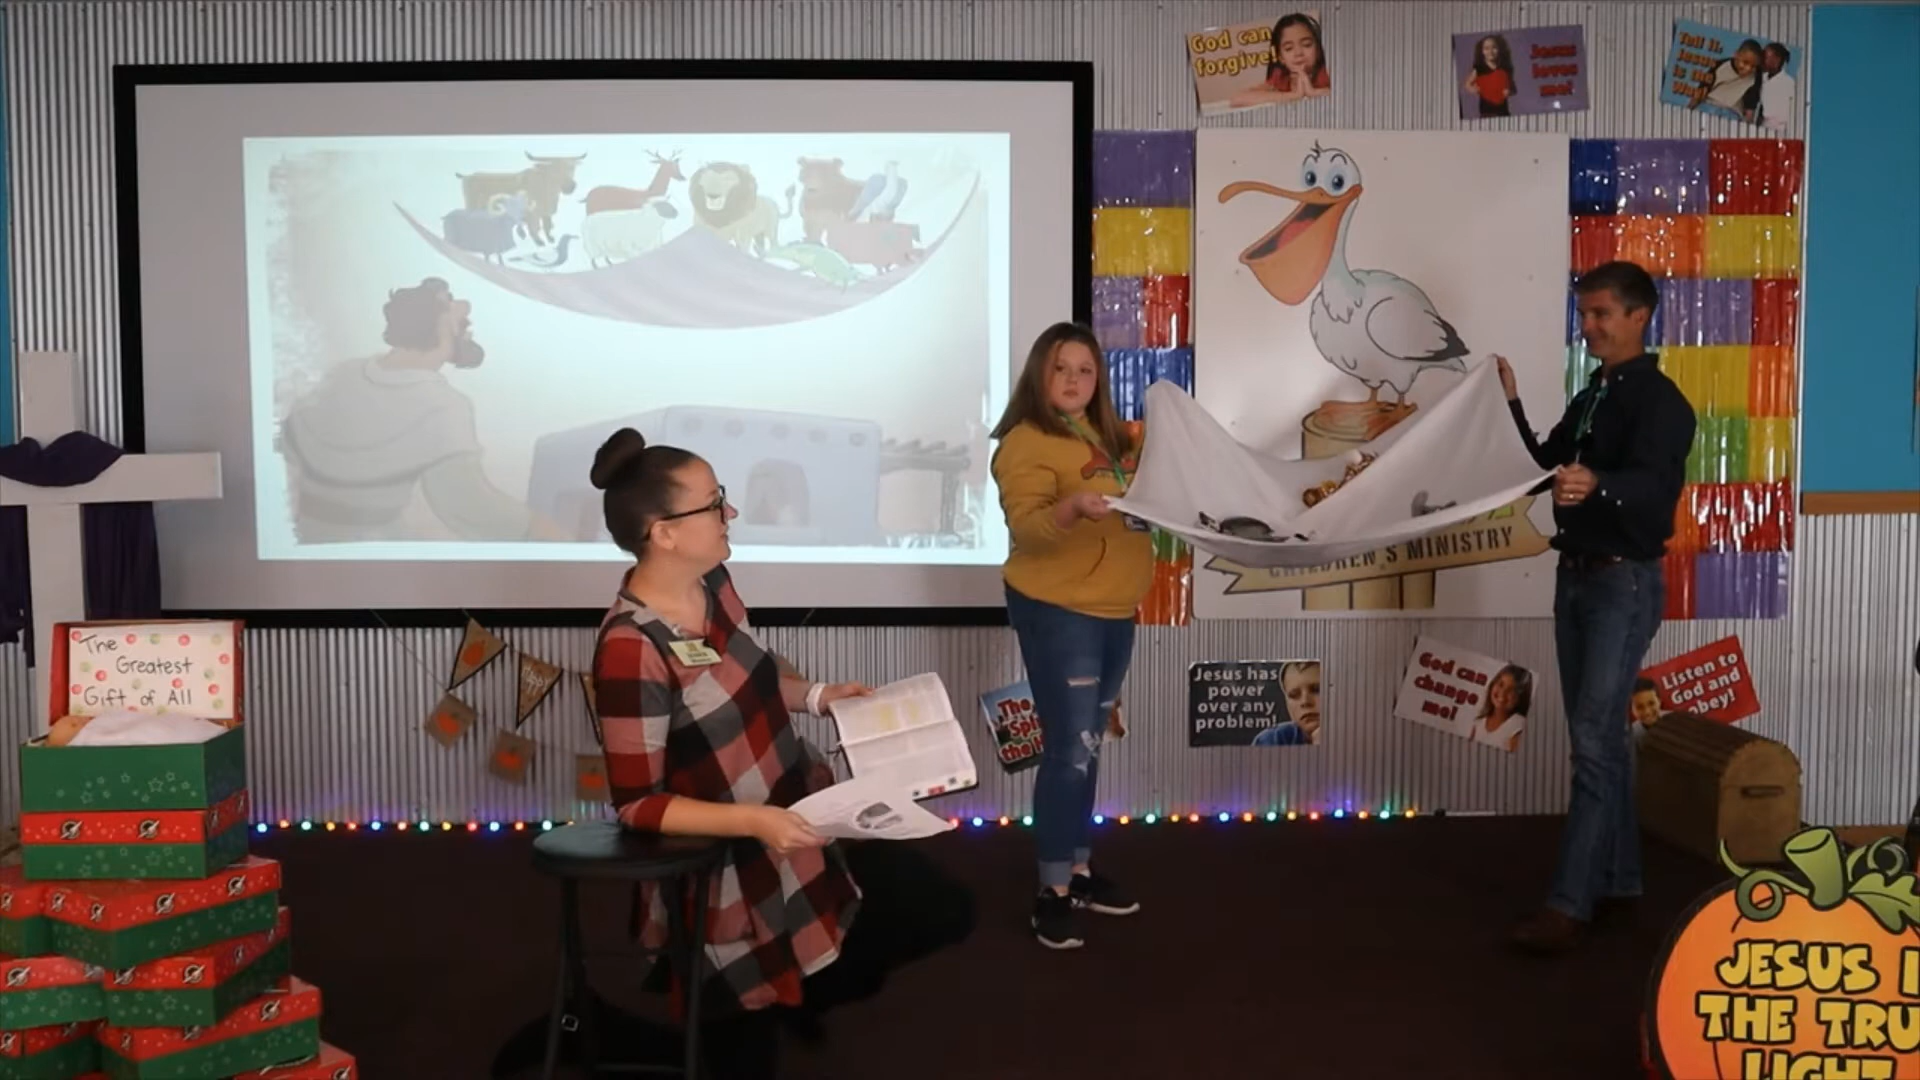 God can
forgive!
Jesus
loves
me!
Tell it:
Jesus
is the
Way!
The
Greatest
Gift of All
CHILDREN'S MINISTRY
Jesus has
power
over any
problem!
God can
change
me!
Listen to
God and
obey!
The
the
JESUS I
THE TRU
LIGHT